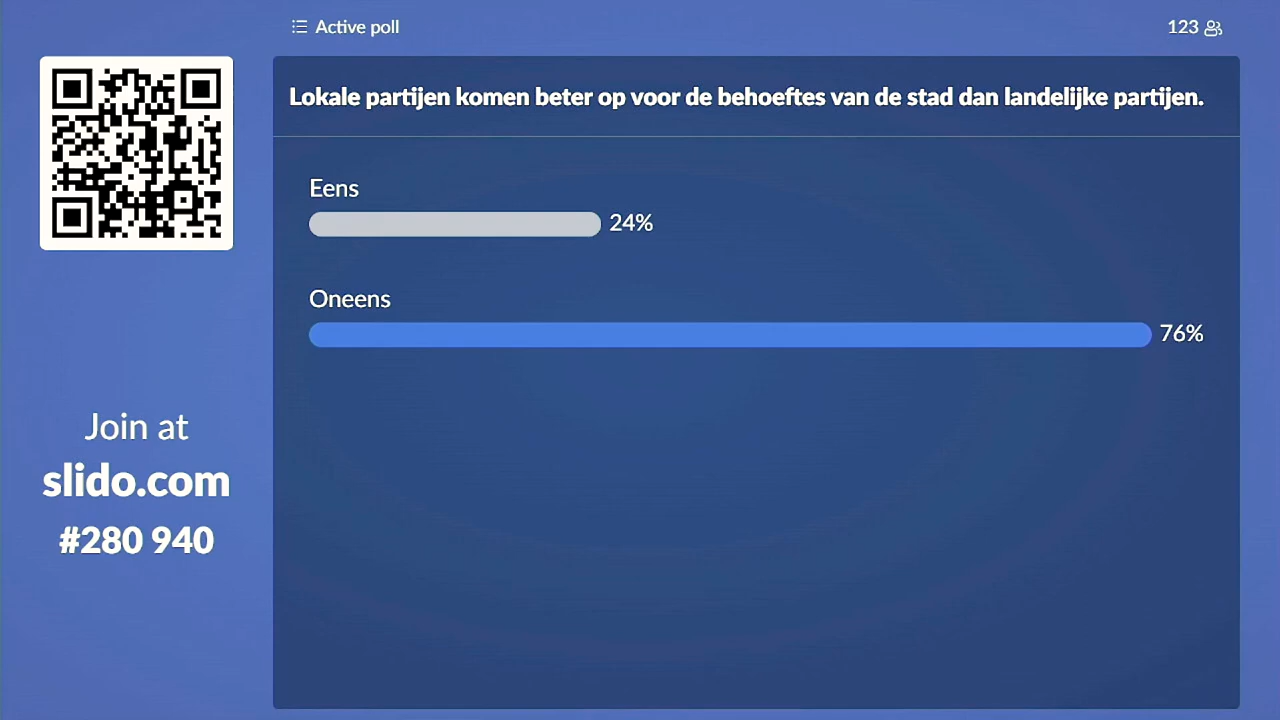 Active poll
123
Lokale partijen komen beter op voor de behoeftes van de stad dan landelijke partijen.
Eens
24%
Oneens
76%
Join at
slido.com
#280 940